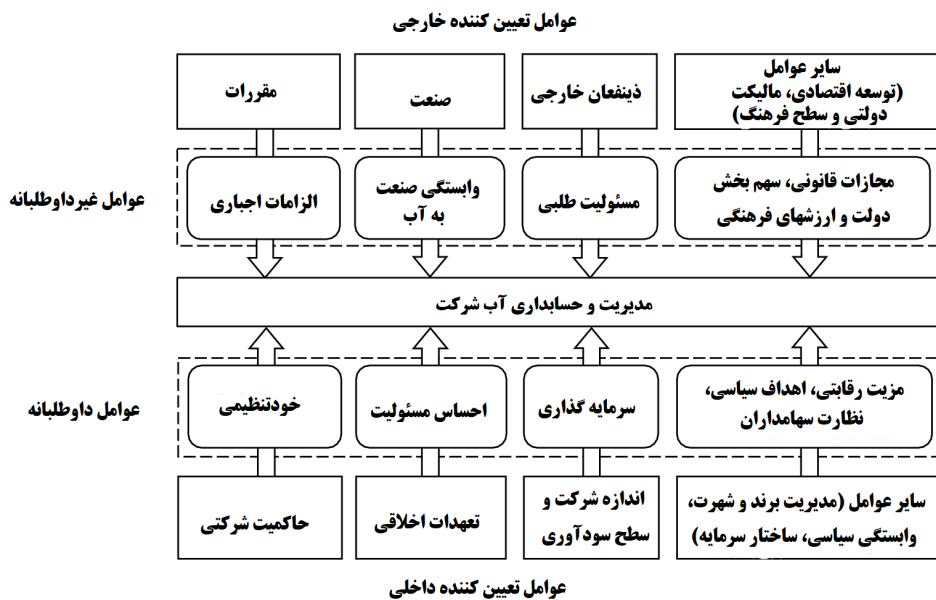 عوامل تعیین کننده خارجی
مقررات
صنعت
ذینفعان خارجی
سایر عوامل
(توسعه اقتصادی، مالیکت
دولتی و سطح فرهنگ)
عوامل غیرداوطلبانه
الزامات اجباری
وابستگی صنعت
به آب
مسئولیت طلبی
مجازات قانونی، سهم بخش
دولت و ارزشهای فرهنگی
مدیریت و حسابداری آب شرکت
عوامل داوطلبانه
خودتنظیمی
احساس مسئولیت
سرمایه گذاری
مزیت رقابتی، اهداف سیاسی،
نظارت سهامداران
حاکمیت شرکتی
تعهدات اخلاقی
اندازه شرکت و
سطح سودآوری
سایر عوامل (مدیریت برند و شهرت،
وابستگی سیاسی، ساختار سرمایه)
عوامل تعیین کننده داخلی